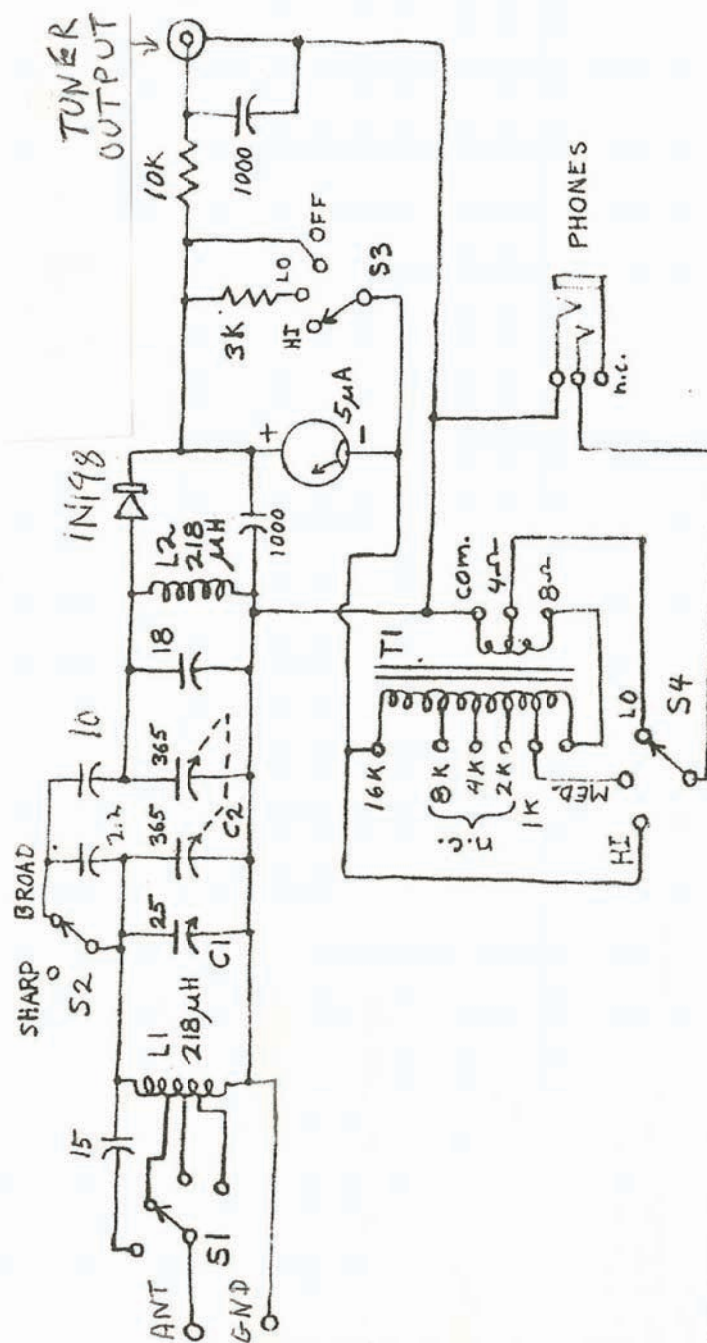 TUNER
OUTPUT
10K
1000
3K
LO
OFF
HI
S3
+
5μA
-
1N198
L2
218
μH
1000
18
10
2.2
365
365
C2
25
C1
BROAD
SHARP
S2
L1
218μH
15
S1
ANT
GND
PHONES
n.c.
COM.
4Ω
8Ω
T1
16K
8K
4K
2K
n.c.
1K
MED.
LO
HI
S4